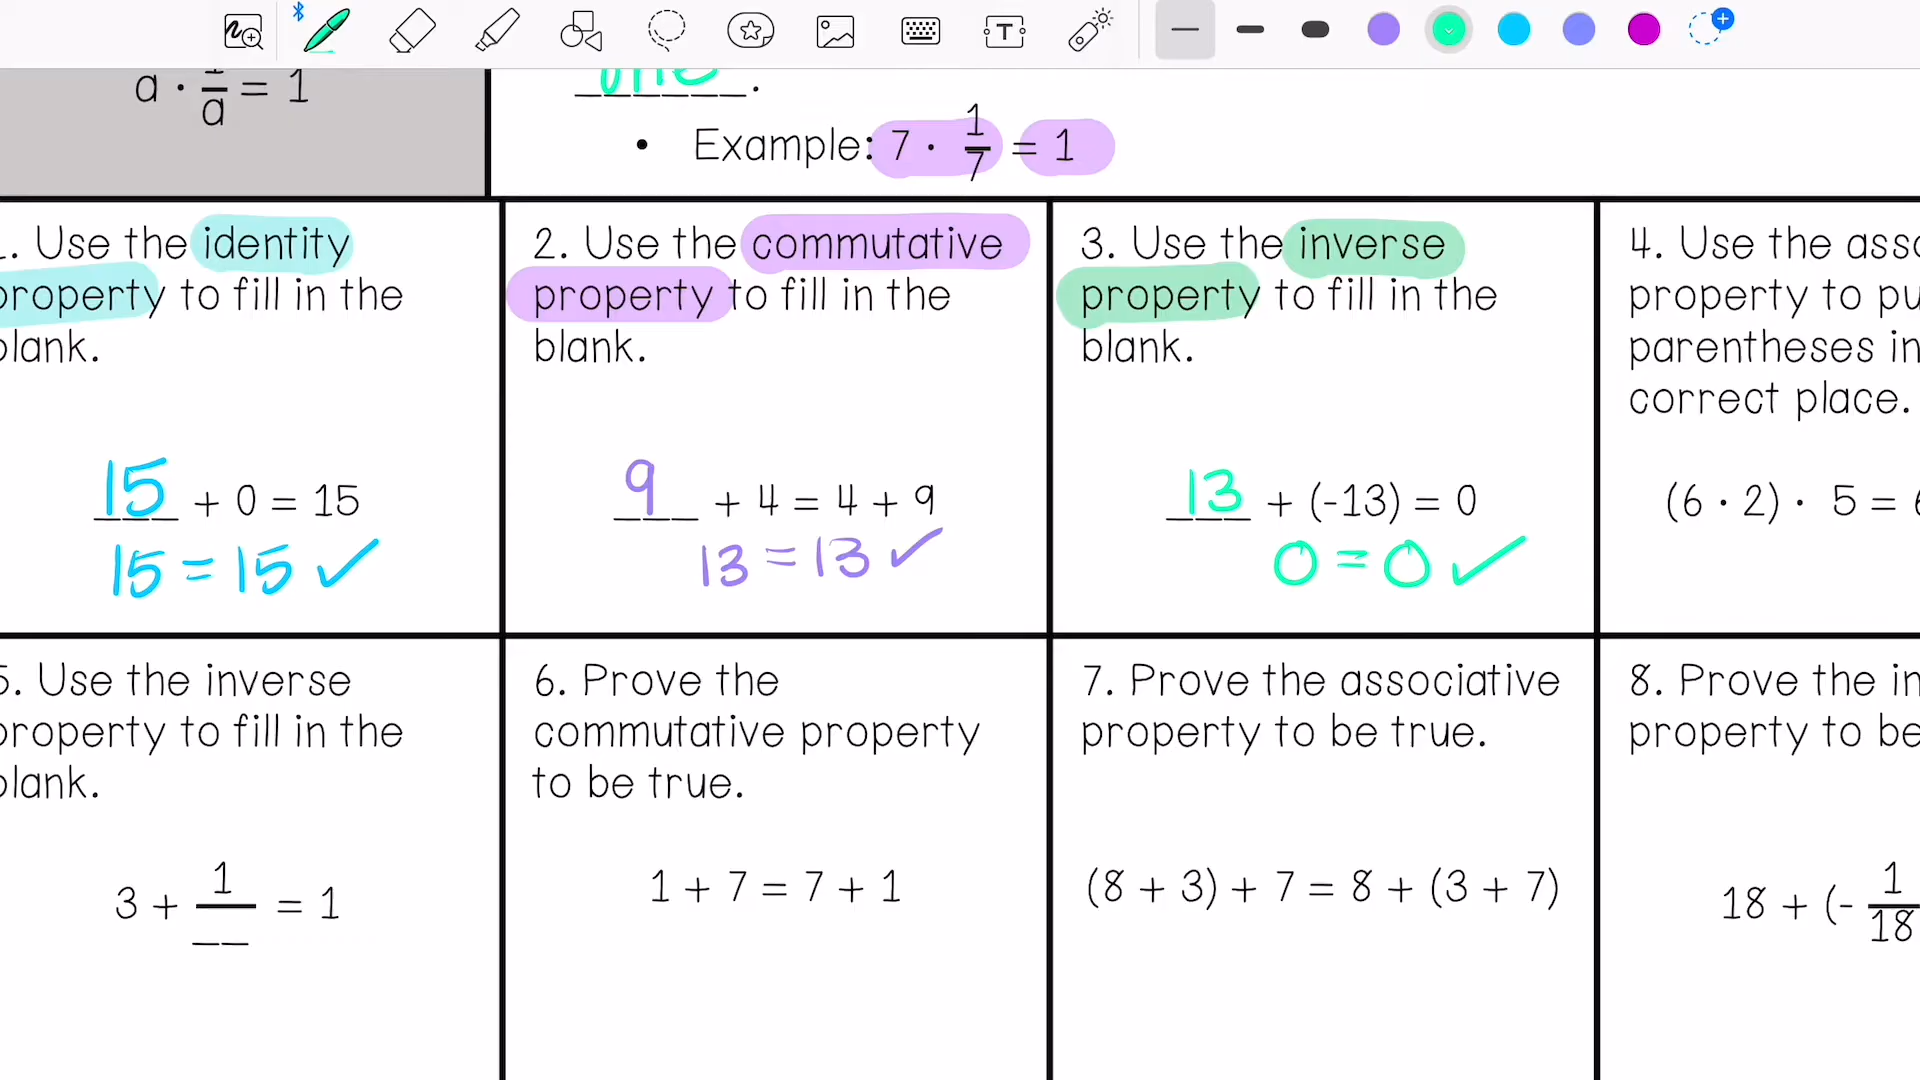 a · 1/a = 1
one.
• Example: 7 · 1/7 = 1
. Use the identity
property to fill in the
blank.
15 + 0 = 15
15 = 15 ✓
2. Use the commutative
property to fill in the
blank.
9 + 4 = 4 + 9
13 = 13 ✓
3. Use the inverse
property to fill in the
blank.
13 + (-13) = 0
0 = 0 ✓
4. Use the asso
property to pu
parentheses in
correct place.
(6 · 2) · 5 = 6
5. Use the inverse
property to fill in the
blank.
3 + 1/__ = 1
6. Prove the
commutative property
to be true.
1 + 7 = 7 + 1
7. Prove the associative
property to be true.
(8 + 3) + 7 = 8 + (3 + 7)
8. Prove the in
property to be
18 + (- 1/18